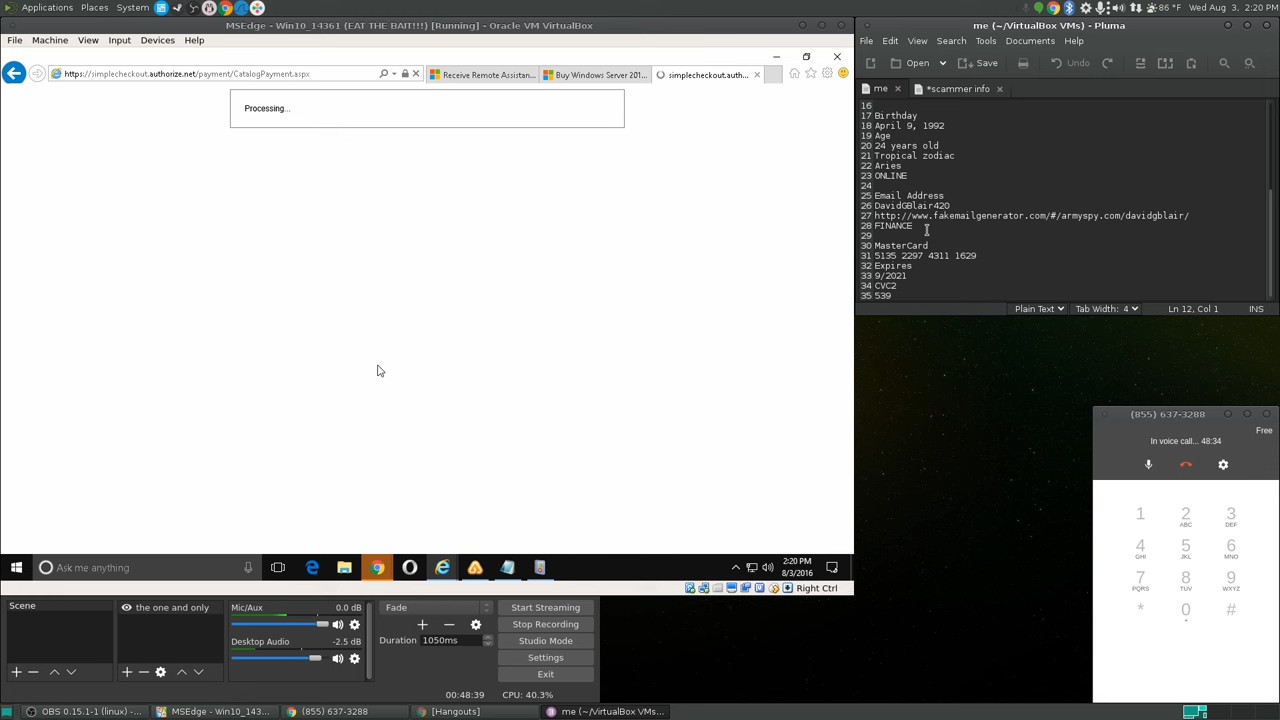 Applications Places System
86 °F Wed Aug 3, 2:20 PM
MSEdge - Win10_14361 (EAT THE BAIT!!!) [Running] - Oracle VM VirtualBox
File Machine View Input Devices Help
https://simplecheckout.authorize.net/payment/CatalogPayment.aspx
Receive Remote Assistan...
Buy Windows Server 201...
simplecheckout.auth...
Processing...
Ask me anything
2:20 PM
8/3/2016
Right Ctrl
Scene
the one and only
Mic/Aux 0.0 dB
Desktop Audio -2.5 dB
Fade
Duration 1050ms
Start Streaming
Stop Recording
Studio Mode
Settings
Exit
00:48:39 CPU: 40.3%
me (~/VirtualBox VMs) - Pluma
File Edit View Search Tools Documents Help
Open Save Undo
me
*scammer info
16
17 Birthday
18 April 9, 1992
19 Age
20 24 years old
21 Tropical zodiac
22 Aries
23 ONLINE
24
25 Email Address
26 DavidGBlair420
27 http://www.fakemailgenerator.com/#/armyspy.com/davidgblair/
28 FINANCE
29
30 MasterCard
31 5135 2297 4311 1629
32 Expires
33 9/2021
34 CVC2
35 539
Plain Text Tab Width: 4 Ln 12, Col 1 INS
(855) 637-3288
Free
In voice call... 48:34
1 2 3
ABC DEF
4 5 6
GHI JKL MNO
7 8 9
PQRS TUV WXYZ
* 0 #
+
OBS 0.15.1-1 (linux) -...
MSEdge - Win10_143...
(855) 637-3288
[Hangouts]
me (~/VirtualBox VMs...